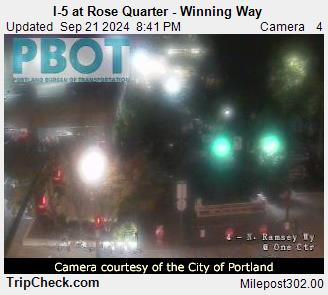 I-5 at Rose Quarter - Winning Way
Updated Sep 21 2024 8:41 PM Camera 4
PBOT
PORTLAND BUREAU OF TRANSPORTATION
4 - N. Ramsey Wy
@ One Ctr
Camera courtesy of the City of Portland
TripCheck.com Milepost302.00